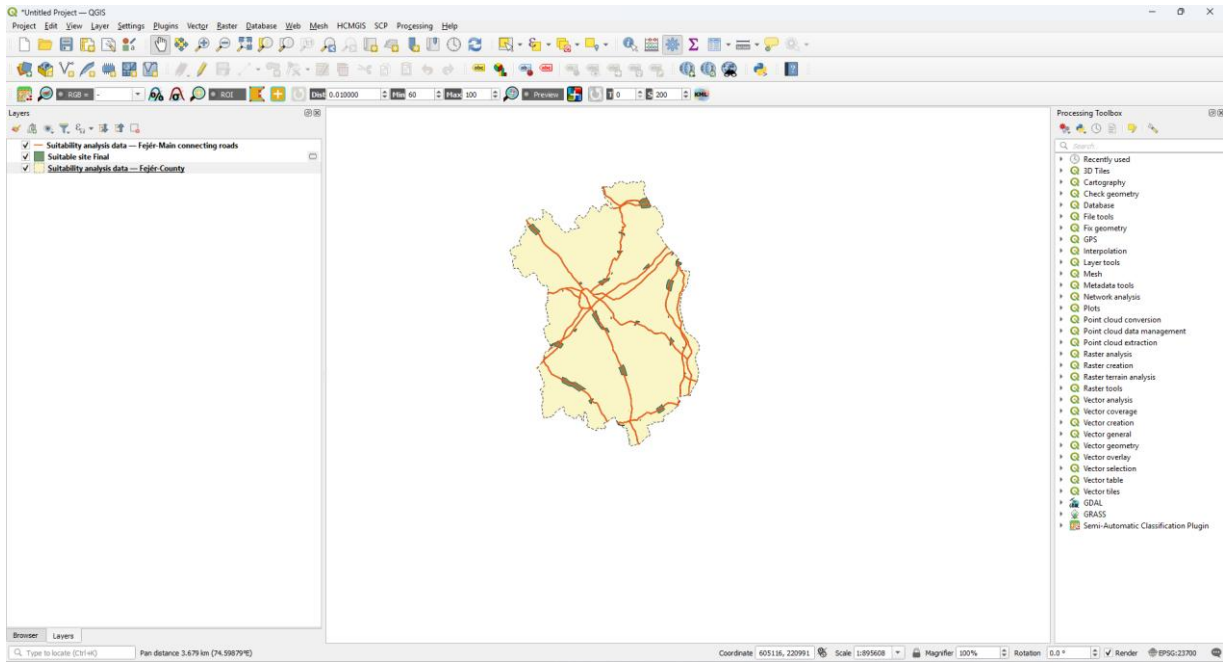 *Untitled Project — QGIS
Project Edit View Layer Settings Plugins Vector Raster Database Web Mesh HCMGIS SCP Processing Help
RGB = - ROI Dist 0.010000 Min 60 Max 100 Preview T 0 S 200 KML
Layers
Suitability analysis data — Fejér-Main connecting roads
Suitable site Final
Suitability analysis data — Fejér-County
Processing Toolbox
Search…
Recently used
3D Tiles
Cartography
Check geometry
Database
File tools
Fix geometry
GPS
Interpolation
Layer tools
Mesh
Metadata tools
Network analysis
Plots
Point cloud conversion
Point cloud data management
Point cloud extraction
Raster analysis
Raster creation
Raster terrain analysis
Raster tools
Vector analysis
Vector coverage
Vector creation
Vector general
Vector geometry
Vector overlay
Vector selection
Vector table
Vector tiles
GDAL
GRASS
Semi-Automatic Classification Plugin
Browser Layers
Type to locate (Ctrl+K) Pan distance 3.679 km (74.59879°E) Coordinate 605116, 220991 Scale 1:895608 Magnifier 100% Rotation 0.0 ° Render EPSG:23700